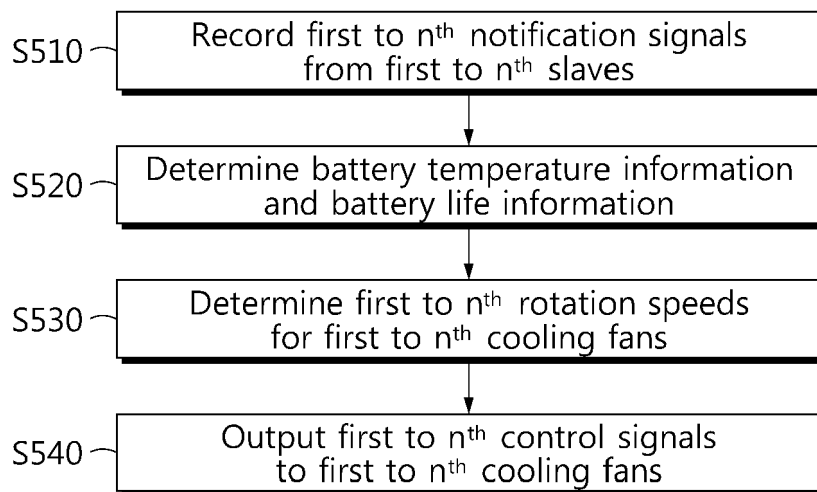 S510
Record first to nth notification signals
from first to nth slaves
S520
Determine battery temperature information
and battery life information
S530
Determine first to nth rotation speeds
for first to nth cooling fans
S540
Output first to nth control signals
to first to nth cooling fans